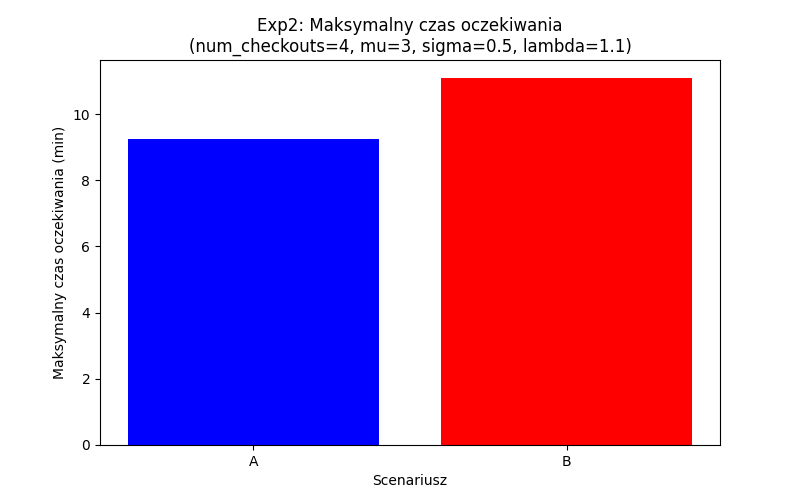 Exp2: Maksymalny czas oczekiwania
(num_checkouts=4, mu=3, sigma=0.5, lambda=1.1)
Maksymalny czas oczekiwania (min)
10
8
6
4
2
0
A
B
Scenariusz